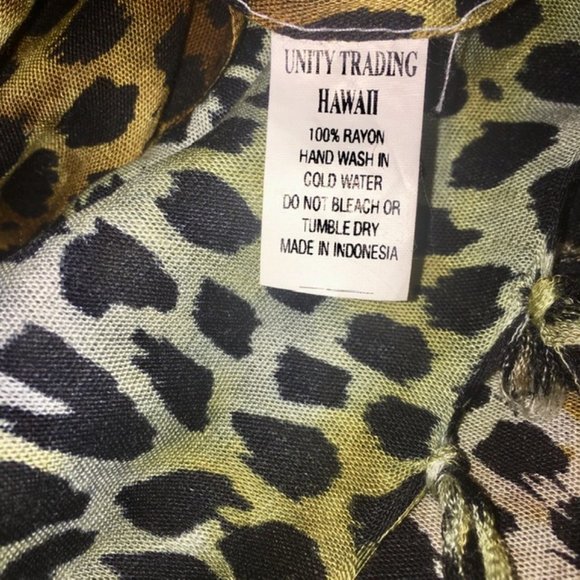 UNITY TRADING
HAWAII
100% RAYON
HAND WASH IN
COLD WATER
DO NOT BLEACH OR
TUMBLE DRY
MADE IN INDONESIA